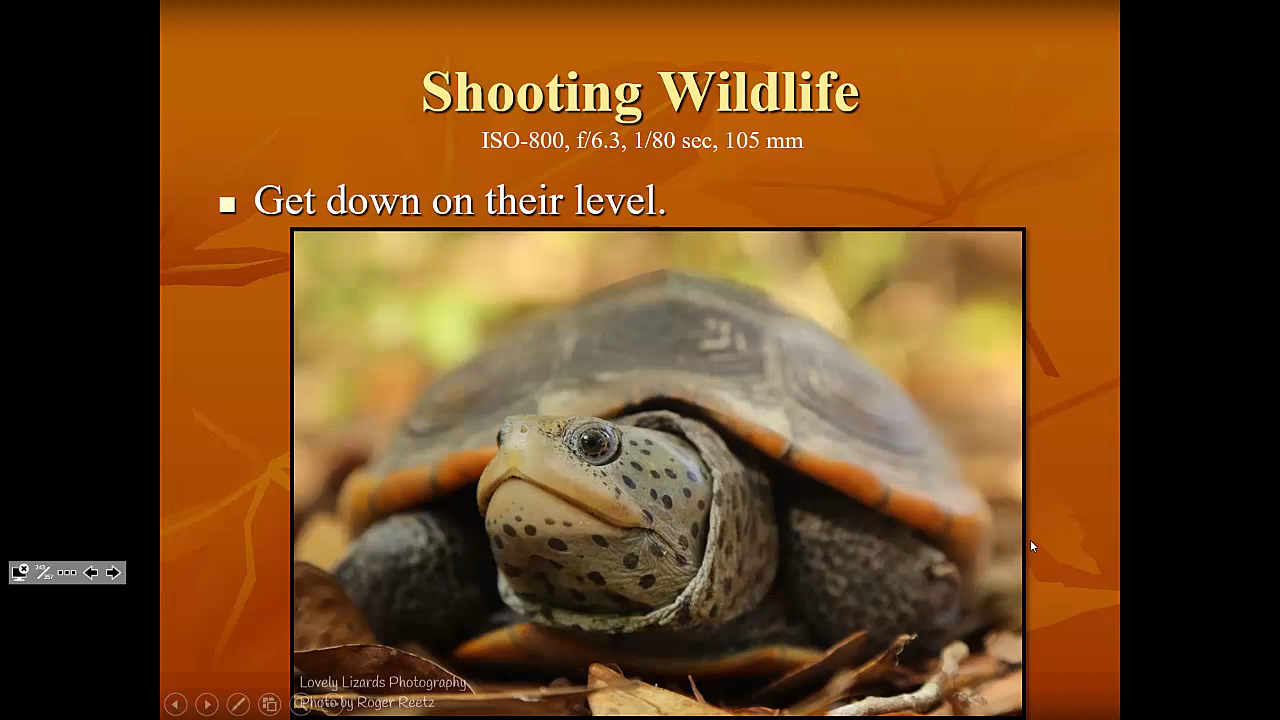 Shooting Wildlife
ISO-800, f/6.3, 1/80 sec, 105 mm
Get down on their level.
Lovely Lizards Photography
Photo by Roger Reetz